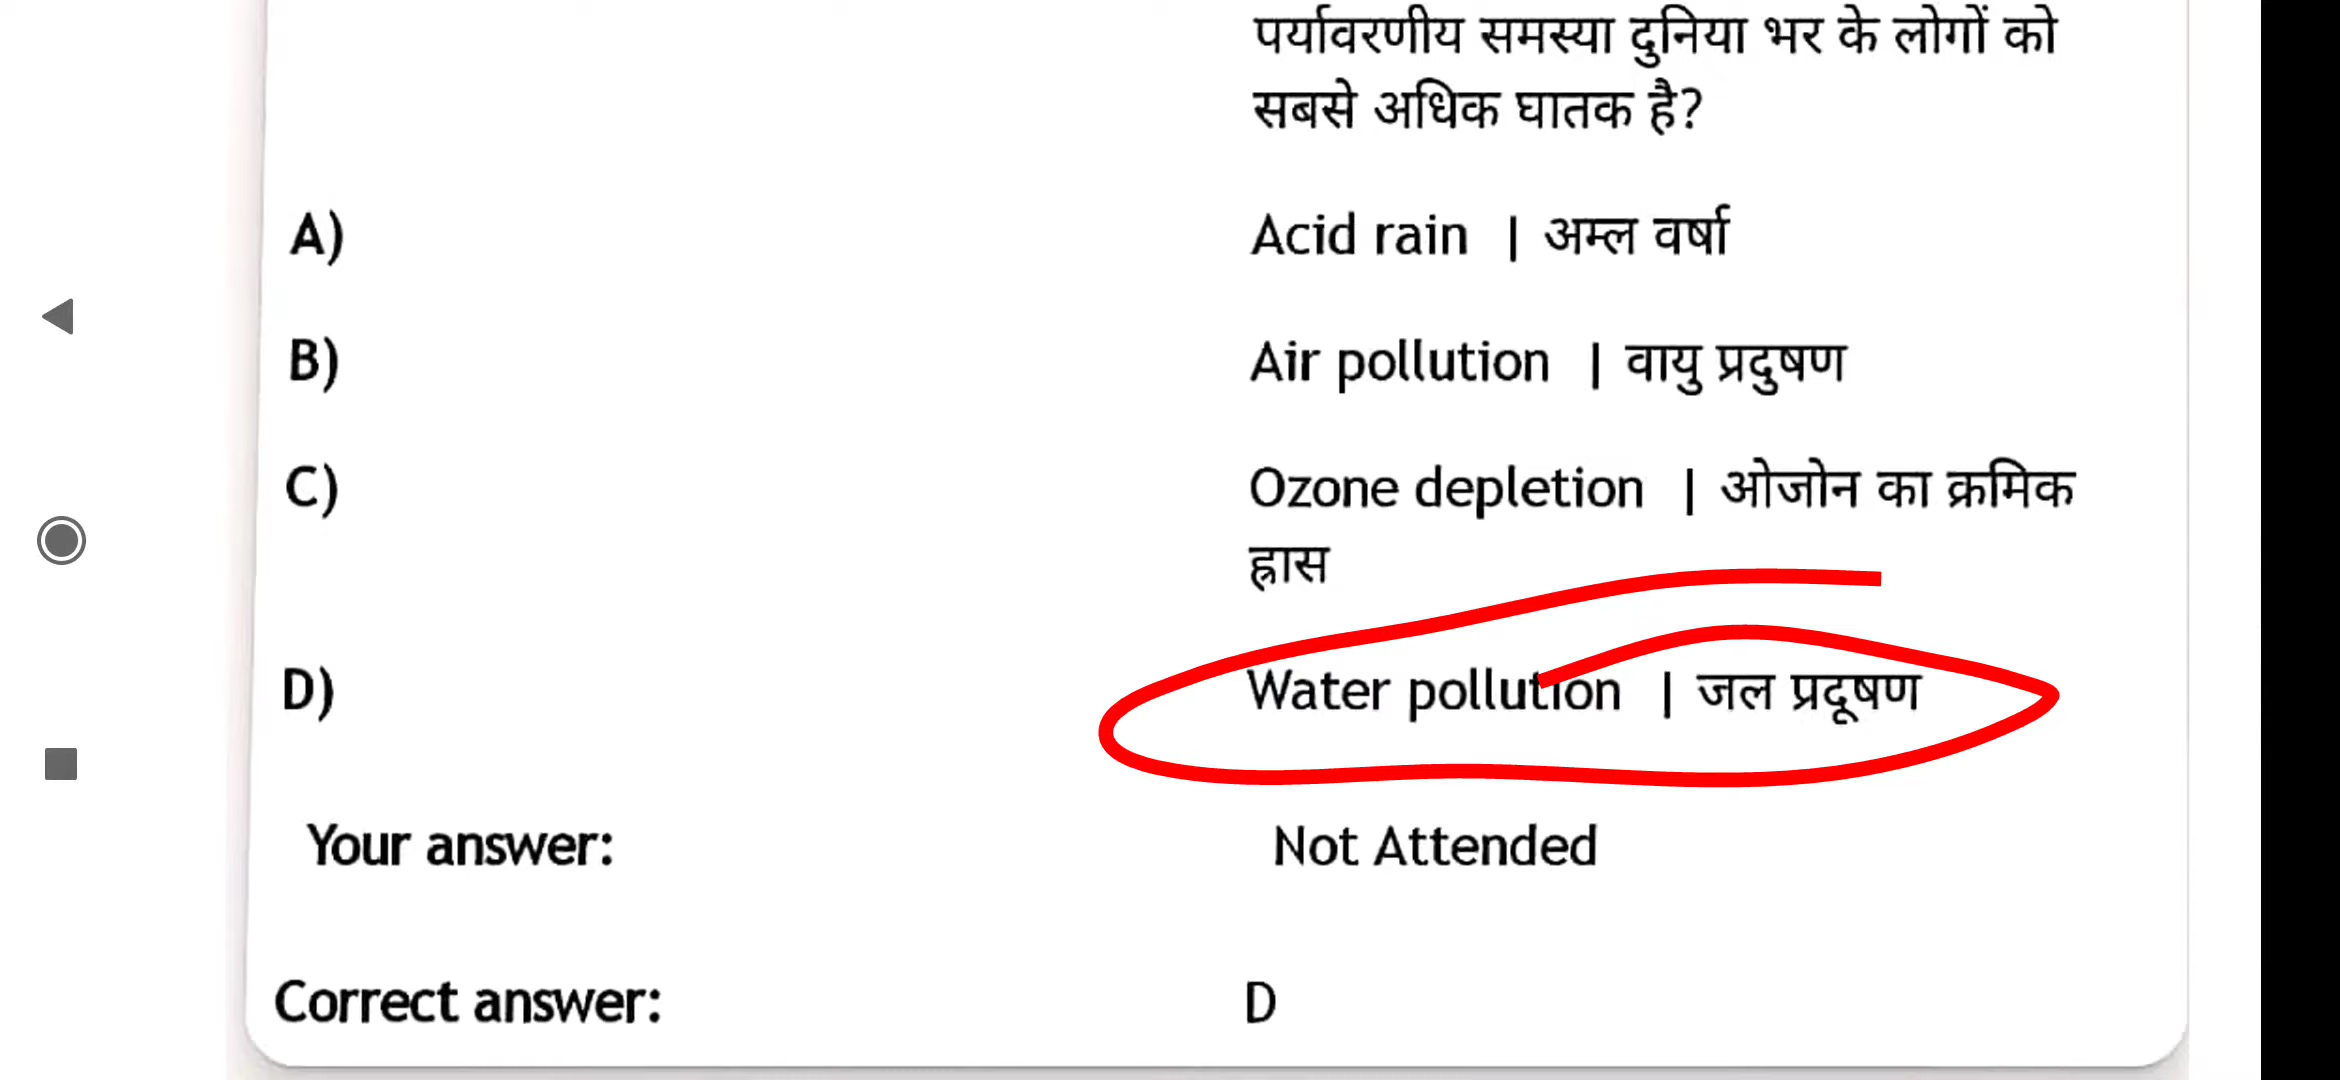 पर्यावरणीय समस्या दुनिया भर के लोगों को
सबसे अधिक घातक है?
A) Acid rain | अम्ल वर्षा
B) Air pollution | वायु प्रदुषण
C) Ozone depletion | ओजोन का क्रमिक
ह्रास
D) Water pollution | जल प्रदूषण
Your answer: Not Attended
Correct answer: D